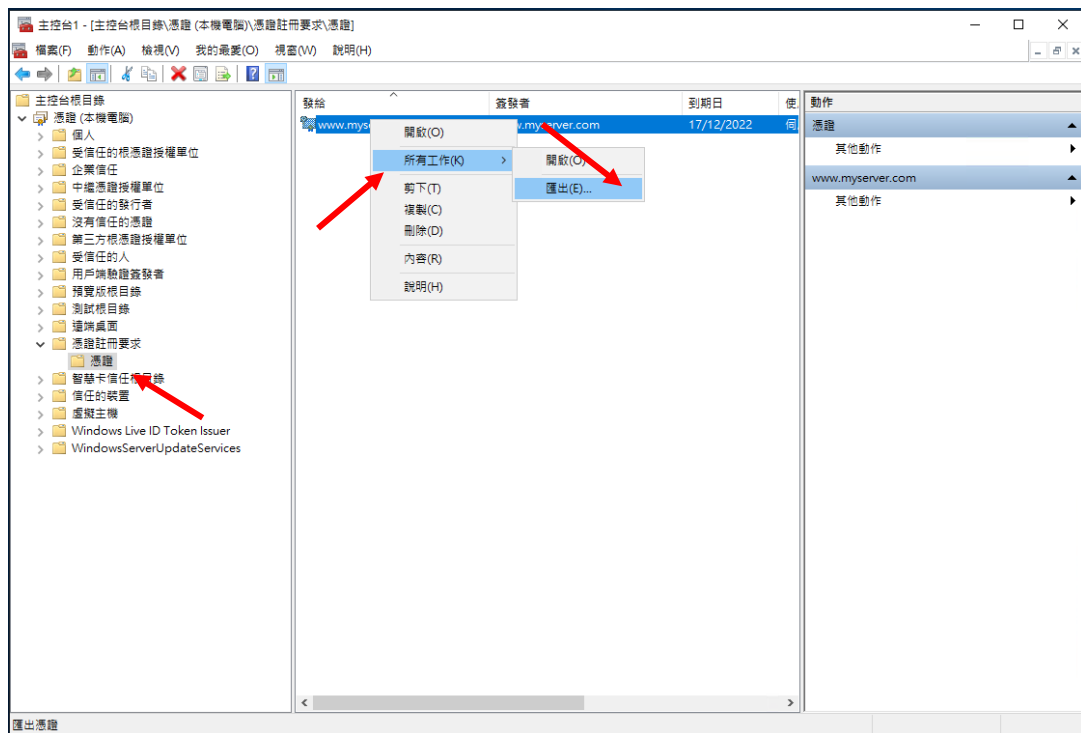 主控台1 - [主控台根目錄\憑證 (本機電腦)\憑證註冊要求\憑證]
檔案(F) 動作(A) 檢視(V) 我的最愛(O) 視窗(W) 說明(H)
主控台根目錄
憑證 (本機電腦)
個人
受信任的根憑證授權單位
企業信任
中繼憑證授權單位
受信任的發行者
沒有信任的憑證
第三方根憑證授權單位
受信任的人
用戶端驗證簽發者
預覽版根目錄
測試根目錄
遠端桌面
憑證註冊要求
憑證
智慧卡信任根目錄
信任的裝置
虛擬主機
Windows Live ID Token Issuer
WindowsServerUpdateServices
發給 簽發者 到期日 使
www.mys .myserver.com 17/12/2022 伺
開啟(O)
所有工作(K)
剪下(T)
複製(C)
刪除(D)
內容(R)
說明(H)
開啟(O)
匯出(E)...
動作
憑證
其他動作
www.myserver.com
其他動作
匯出憑證